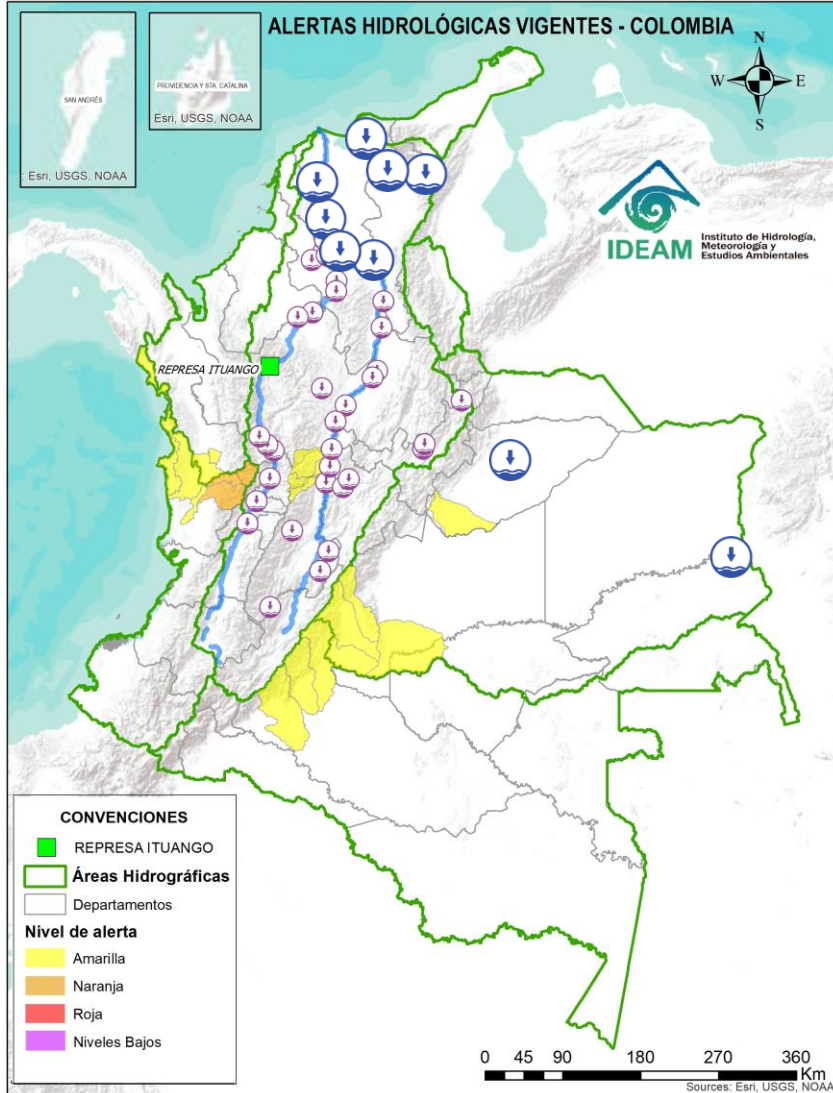 ALERTAS HIDROLÓGICAS VIGENTES - COLOMBIA
SAN ANDRÉS
: Esri, USGS, NOAA
PROVIDENCIA Y STA. CATALINA
Esri, USGS, NOAA
N
W
E
S
IDEAM
Instituto de Hidrología,
Meteorología y
Estudios Ambientales
REPRESA ITUANGO
CONVENCIONES
REPRESA ITUANGO
Áreas Hidrográficas
Departamentos
Nivel de alerta
Amarilla
Naranja
Roja
Niveles Bajos
0 45 90 180 270 360
Km
Sources: Esri, USGS, NOAA